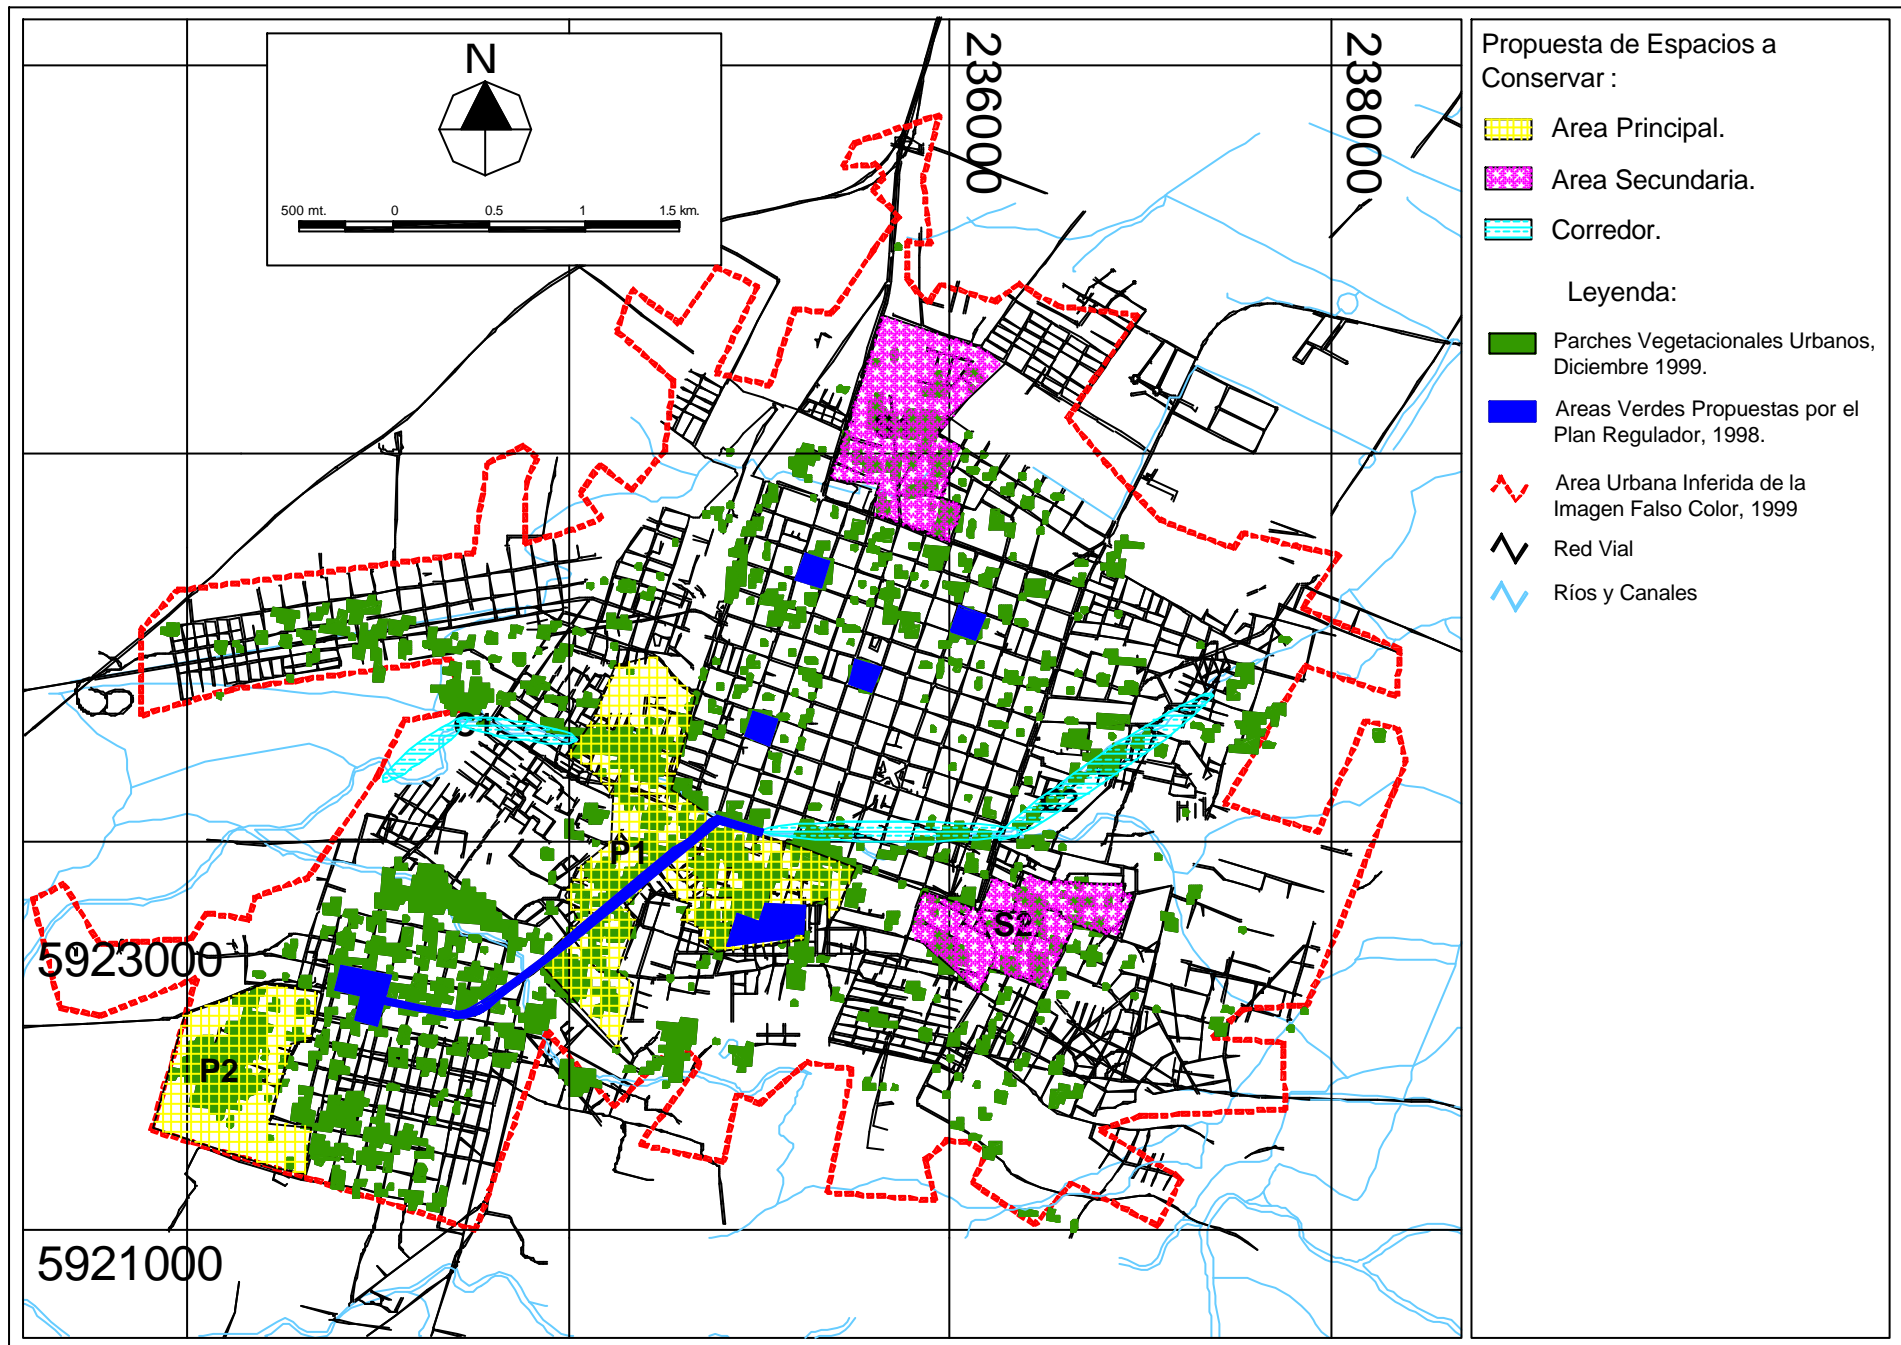 N
500 mt. 0 0.5 1 1.5 km.
236000
238000
5923000
5921000
P1
P2
S2
Propuesta de Espacios a
Conservar :
Area Principal.
Area Secundaria.
Corredor.
Leyenda:
Parches Vegetacionales Urbanos,
Diciembre 1999.
Areas Verdes Propuestas por el
Plan Regulador, 1998.
Area Urbana Inferida de la
Imagen Falso Color, 1999
Red Vial
Ríos y Canales